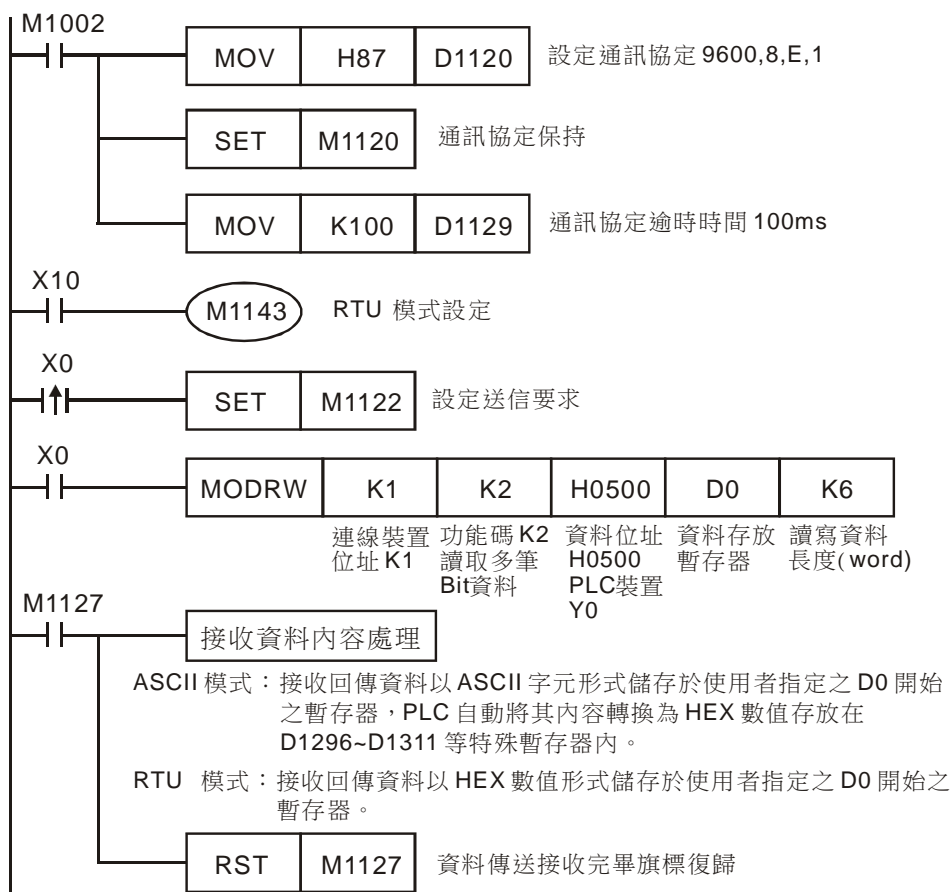 M1002
MOV H87 D1120 設定通訊協定 9600,8,E,1
SET M1120 通訊協定保持
MOV K100 D1129 通訊協定逾時時間 100ms
X10
M1143 RTU 模式設定
X0
SET M1122 設定送信要求
X0
MODRW K1 K2 H0500 D0 K6
連線裝置 功能碼 K2 資料位址 資料存放 讀寫資料
位址 K1 讀取多筆 H0500 暫存器 長度(word)
Bit資料 PLC裝置
Y0
M1127
接收資料內容處理
ASCII 模式：接收回傳資料以 ASCII 字元形式儲存於使用者指定之 D0 開始
之暫存器，PLC 自動將其內容轉換為 HEX 數值存放在
D1296~D1311 等特殊暫存器內。
RTU 模式：接收回傳資料以 HEX 數值形式儲存於使用者指定之 D0 開始之
暫存器。
RST M1127 資料傳送接收完畢旗標復歸